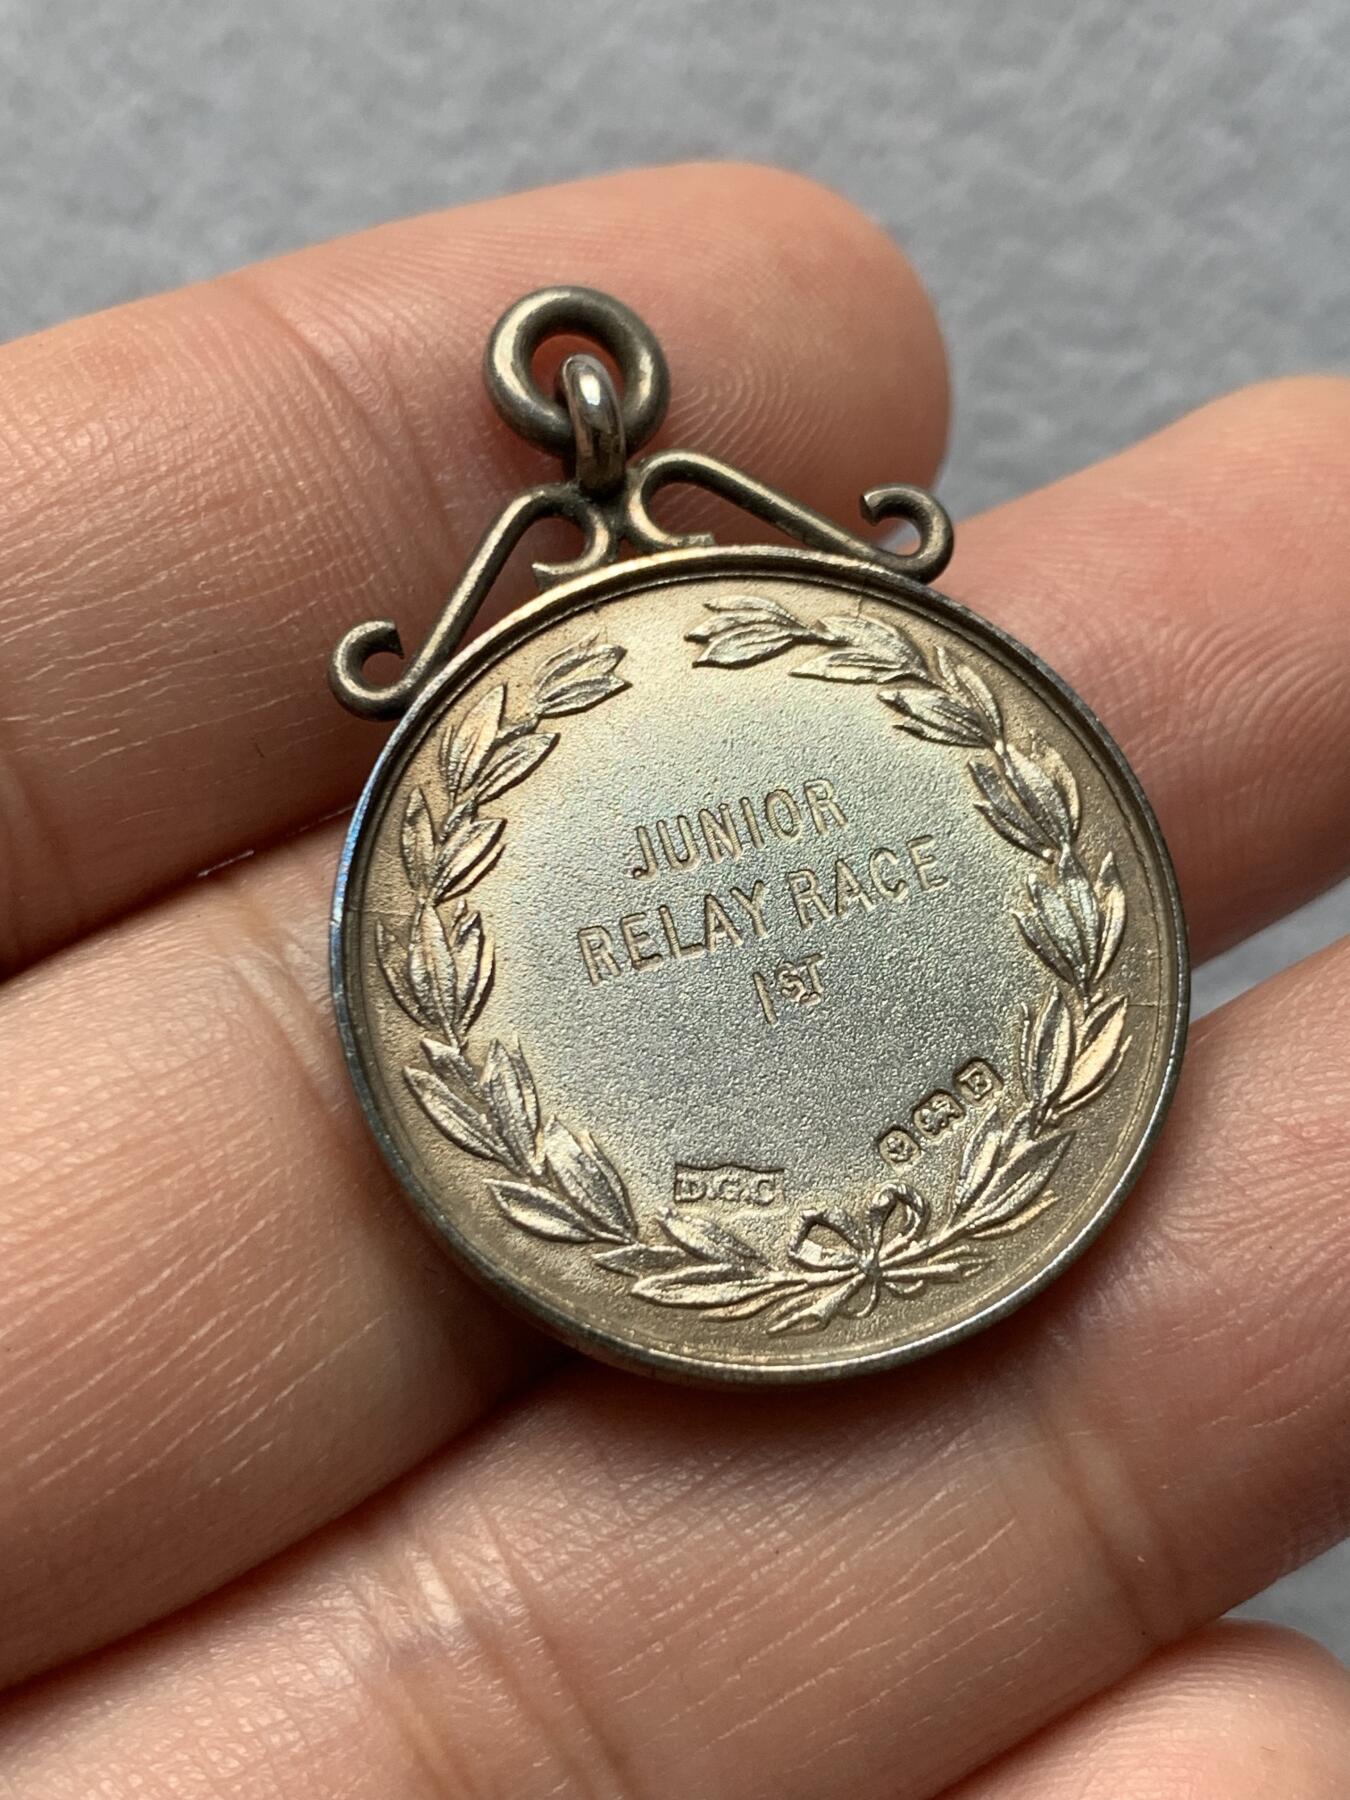 JUNIOR
RELAY RACE
1ST
D.G.C